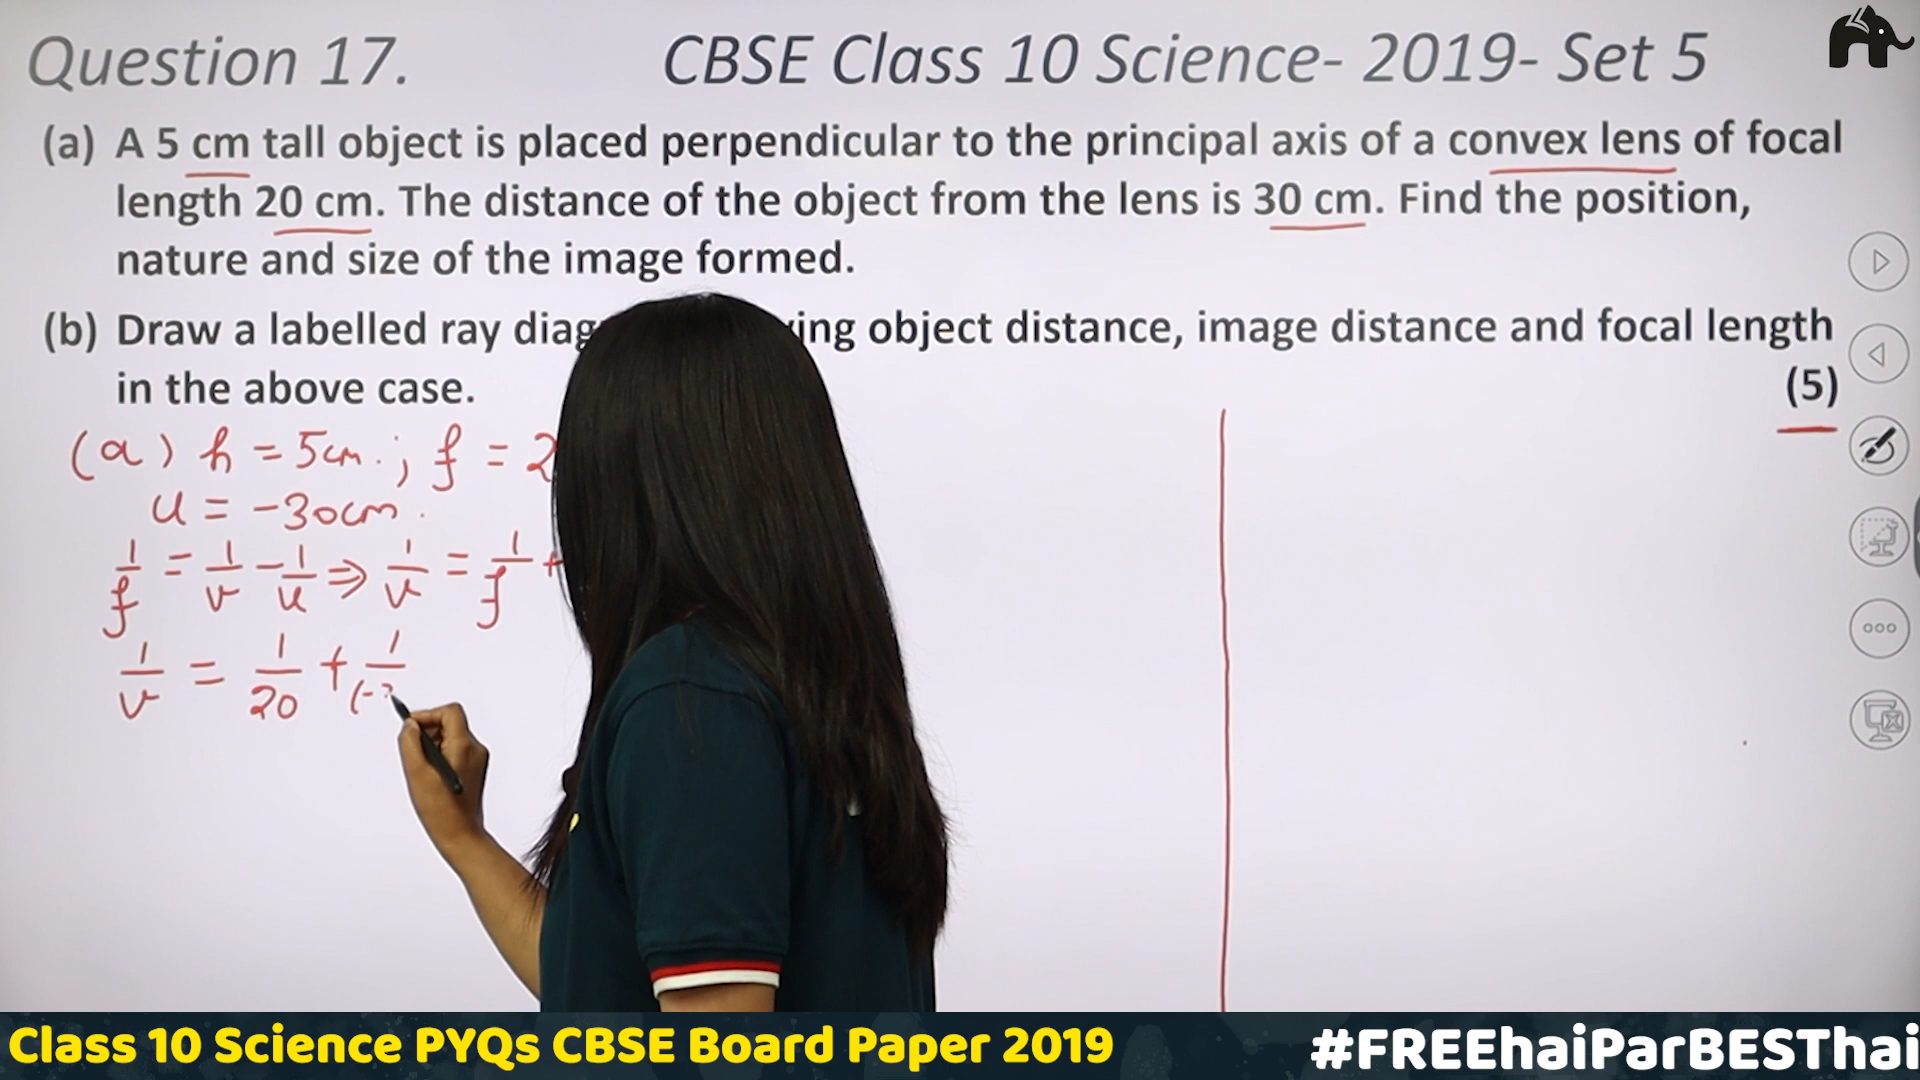 Question 17. CBSE Class 10 Science- 2019- Set 5
(a) A 5 cm tall object is placed perpendicular to the principal axis of a convex lens of focal
length 20 cm. The distance of the object from the lens is 30 cm. Find the position,
nature and size of the image formed.
(b) Draw a labelled ray diag ing object distance, image distance and focal length
in the above case. (5)
(a) h = 5cm. ; f = 2
u = -30cm.
1/f = 1/v - 1/u ⇒ 1/v = 1/f +
1/v = 1/20 + 1/(-
Class 10 Science PYQs CBSE Board Paper 2019 #FREEhaiParBESThai